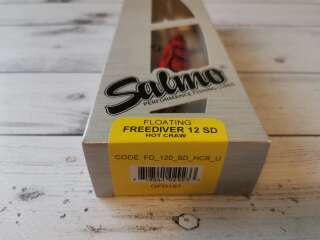 Salmo
PERFORMANCE FISHING LURES
FLOATING
FREEDIVER 12 SD
HOT CRAW
CODE: FD_120_SD_HCR_U